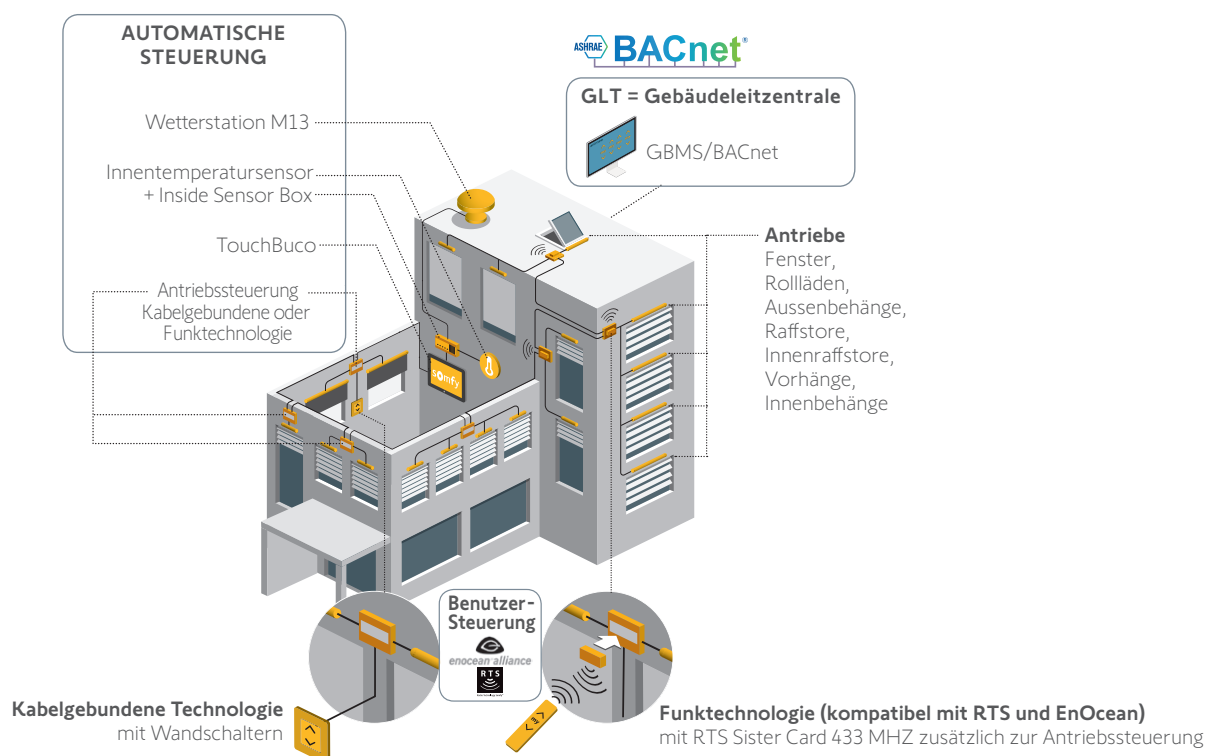 AUTOMATISCHE
STEUERUNG
Wetterstation M13
Innentemperatursensor
+ Inside Sensor Box
TouchBuco
Antriebssteuerung
Kabelgebundene oder
Funktechnologie
ASHRAE BACnet®
GLT = Gebäudeleitzentrale
GBMS/BACnet
Antriebe
Fenster,
Rollläden,
Aussenbehänge,
Raffstore,
Innenraffstore,
Vorhänge,
Innenbehänge
somfy
Benutzer-
Steuerung
enocean alliance
RTS
Kabelgebundene Technologie
mit Wandschaltern
Funktechnologie (kompatibel mit RTS und EnOcean)
mit RTS Sister Card 433 MHZ zusätzlich zur Antriebssteuerung